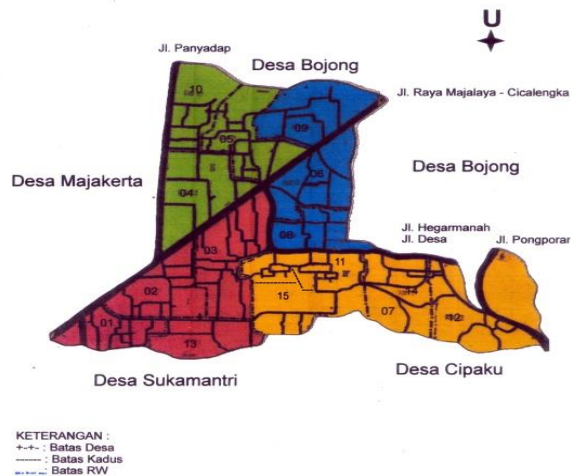 U
Jl. Panyadap
Desa Bojong
Jl. Raya Majalaya - Cicalengka
10
09
05
Desa Bojong
Desa Majakerta
06
04
Jl. Hegarmanah
Jl. Desa
Jl. Pongporar
03
08
11
02
15
07
12
01
13
Desa Sukamantri
Desa Cipaku
KETERANGAN :
+-+- : Batas Desa
------ : Batas Kadus
: Batas RW